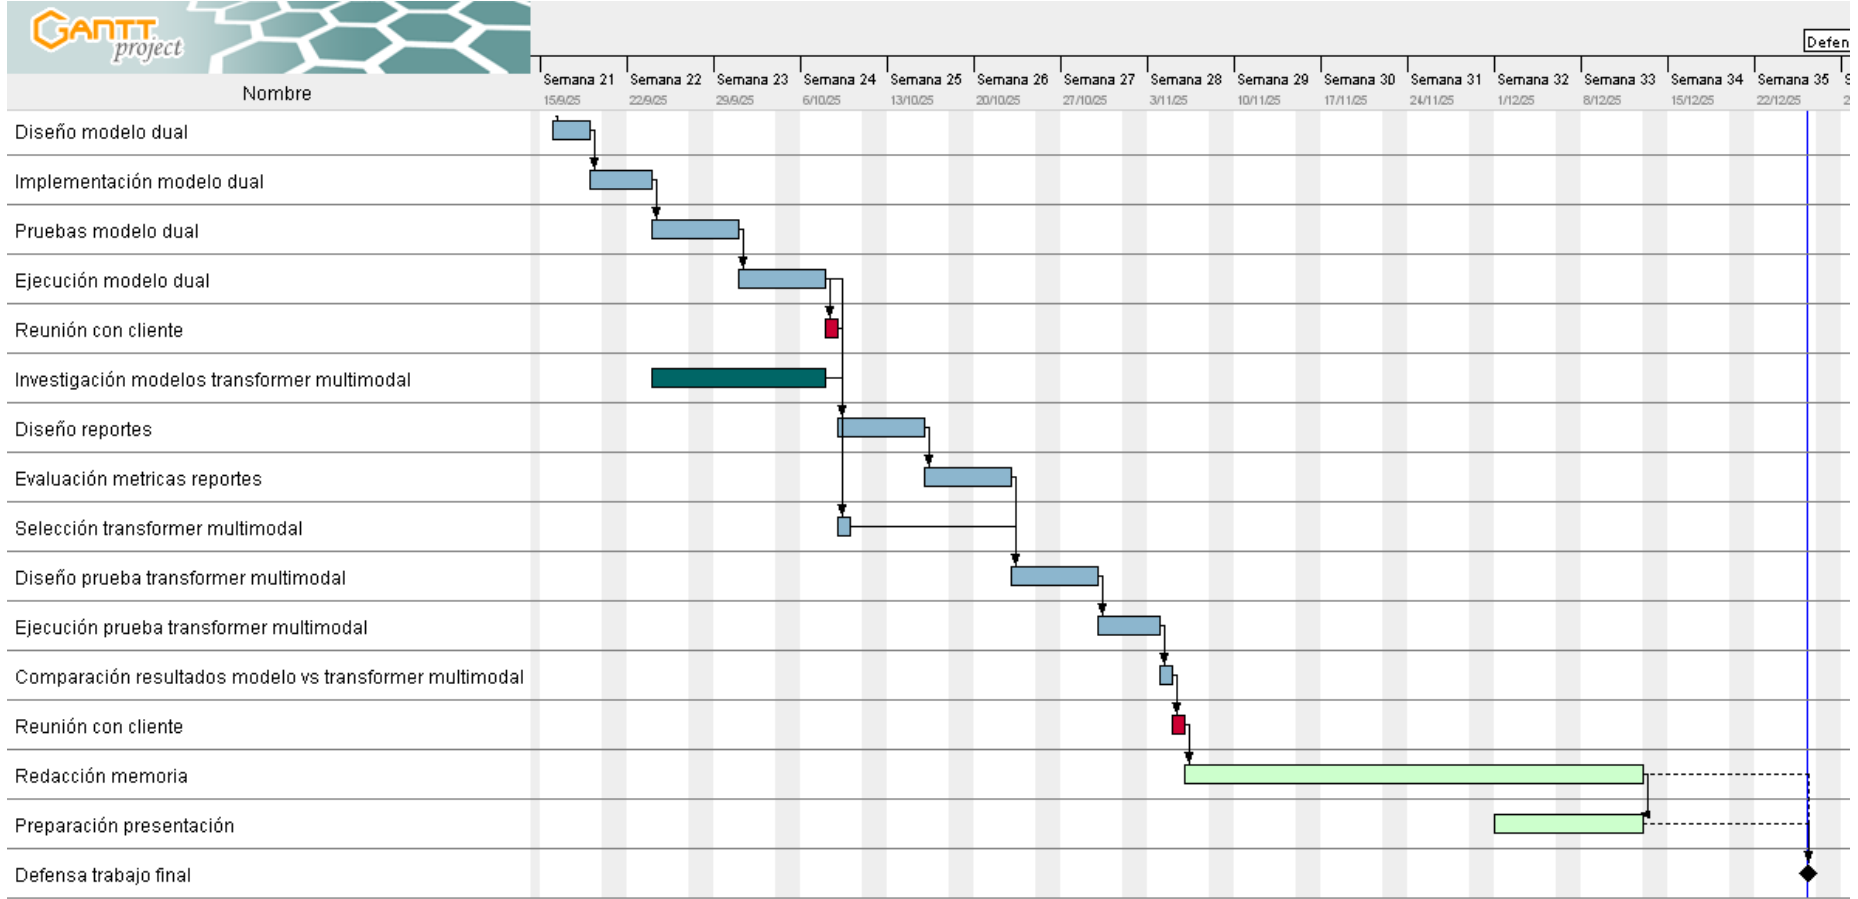 GANTT
project
Defen
Nombre
Semana 21 Semana 22 Semana 23 Semana 24 Semana 25 Semana 26 Semana 27 Semana 28 Semana 29 Semana 30 Semana 31 Semana 32 Semana 33 Semana 34 Semana 35 S
15/9/25 22/9/25 29/9/25 6/10/25 13/10/25 20/10/25 27/10/25 3/11/25 10/11/25 17/11/25 24/11/25 1/12/25 8/12/25 15/12/25 22/12/25 2
Diseño modelo dual
Implementación modelo dual
Pruebas modelo dual
Ejecución modelo dual
Reunión con cliente
Investigación modelos transformer multimodal
Diseño reportes
Evaluación metricas reportes
Selección transformer multimodal
Diseño prueba transformer multimodal
Ejecución prueba transformer multimodal
Comparación resultados modelo vs transformer multimodal
Reunión con cliente
Redacción memoria
Preparación presentación
Defensa trabajo final